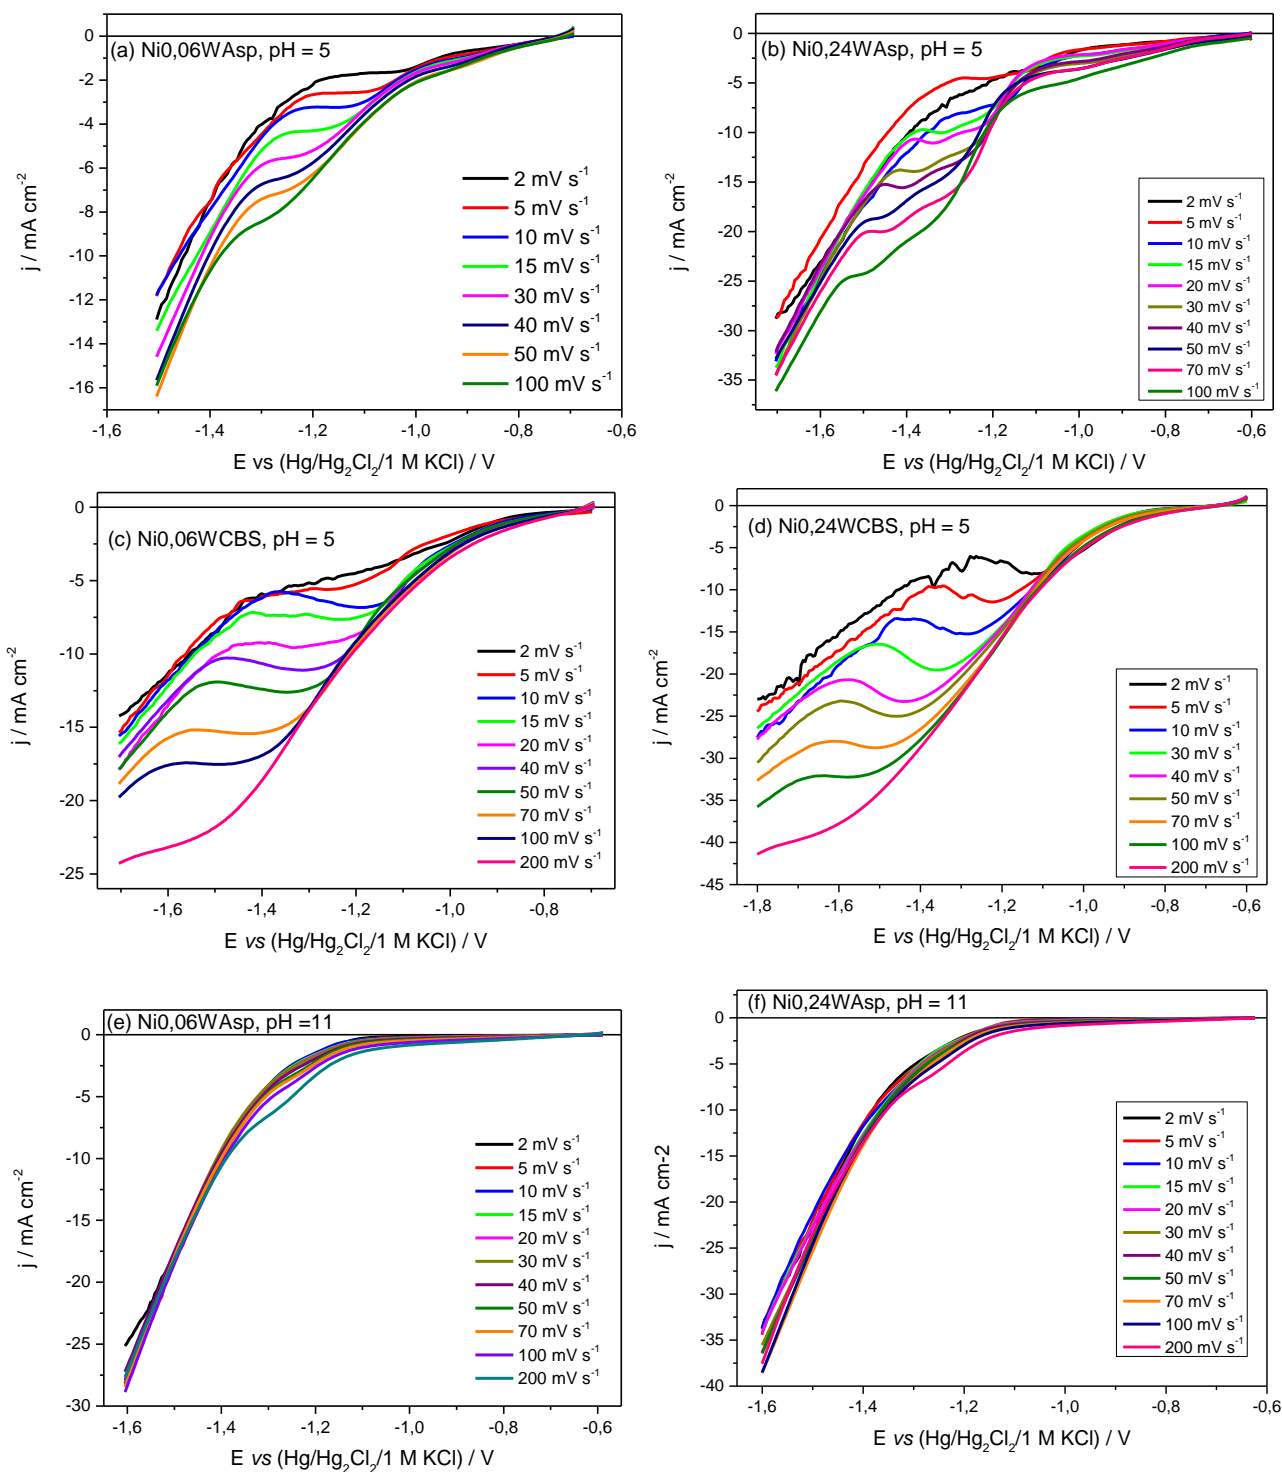 (a) Ni0,06WAsp, pH = 5
0
-2
-4
-6
-8
-10
-12
-14
-16
j / mA cm⁻²
2 mV s⁻¹
5 mV s⁻¹
10 mV s⁻¹
15 mV s⁻¹
30 mV s⁻¹
40 mV s⁻¹
50 mV s⁻¹
100 mV s⁻¹
-1,6 -1,4 -1,2 -1,0 -0,8 -0,6
E vs (Hg/Hg₂Cl₂/1 M KCl) / V
(b) Ni0,24WAsp, pH = 5
0
-5
-10
-15
-20
-25
-30
-35
j / mA cm⁻²
2 mV s⁻¹
5 mV s⁻¹
10 mV s⁻¹
15 mV s⁻¹
20 mV s⁻¹
30 mV s⁻¹
40 mV s⁻¹
50 mV s⁻¹
70 mV s⁻¹
100 mV s⁻¹
-1,6 -1,4 -1,2 -1,0 -0,8 -0,6
E vs (Hg/Hg₂Cl₂/1 M KCl) / V
(c) Ni0,06WCBS, pH = 5
0
-5
-10
-15
-20
-25
j / mA cm⁻²
2 mV s⁻¹
5 mV s⁻¹
10 mV s⁻¹
15 mV s⁻¹
20 mV s⁻¹
40 mV s⁻¹
50 mV s⁻¹
70 mV s⁻¹
100 mV s⁻¹
200 mV s⁻¹
-1,6 -1,4 -1,2 -1,0 -0,8
E vs (Hg/Hg₂Cl₂/1 M KCl) / V
(d) Ni0,24WCBS, pH = 5
0
-5
-10
-15
-20
-25
-30
-35
-40
-45
j / mA cm⁻²
2 mV s⁻¹
5 mV s⁻¹
10 mV s⁻¹
30 mV s⁻¹
40 mV s⁻¹
50 mV s⁻¹
70 mV s⁻¹
100 mV s⁻¹
200 mV s⁻¹
-1,8 -1,6 -1,4 -1,2 -1,0 -0,8 -0,6
E vs (Hg/Hg₂Cl₂/1 M KCl) / V
(e) Ni0,06WAsp, pH =11
0
-5
-10
-15
-20
-25
-30
j / mA cm⁻²
2 mV s⁻¹
5 mV s⁻¹
10 mV s⁻¹
15 mV s⁻¹
20 mV s⁻¹
30 mV s⁻¹
40 mV s⁻¹
50 mV s⁻¹
70 mV s⁻¹
100 mV s⁻¹
200 mV s⁻¹
-1,6 -1,4 -1,2 -1,0 -0,8 -0,6
E vs (Hg/Hg₂Cl₂/1 M KCl) / V
(f) Ni0,24WAsp, pH = 11
0
-5
-10
-15
-20
-25
-30
-35
-40
j / mA cm-2
2 mV s⁻¹
5 mV s⁻¹
10 mV s⁻¹
15 mV s⁻¹
20 mV s⁻¹
30 mV s⁻¹
40 mV s⁻¹
50 mV s⁻¹
70 mV s⁻¹
100 mV s⁻¹
200 mV s⁻¹
-1,6 -1,4 -1,2 -1,0 -0,8 -0,6
E vs (Hg/Hg₂Cl₂/1 M KCl) / V